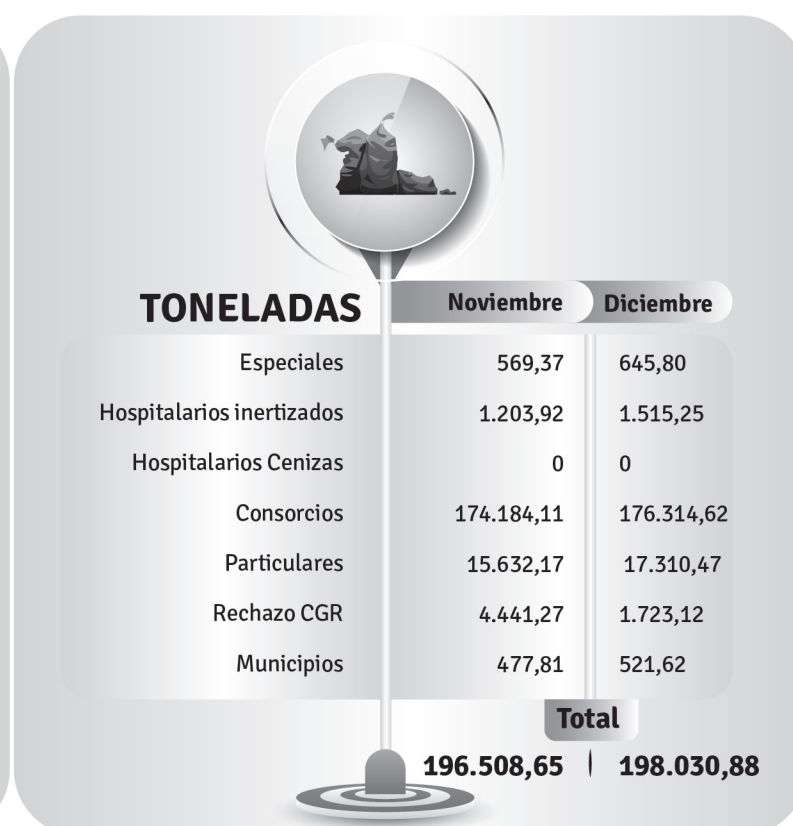 TONELADAS Noviembre Diciembre
Especiales 569,37 645,80
Hospitalarios inertizados 1.203,92 1.515,25
Hospitalarios Cenizas 0 0
Consorcios 174.184,11 176.314,62
Particulares 15.632,17 17.310,47
Rechazo CGR 4.441,27 1.723,12
Municipios 477,81 521,62
Total
196.508,65 198.030,88